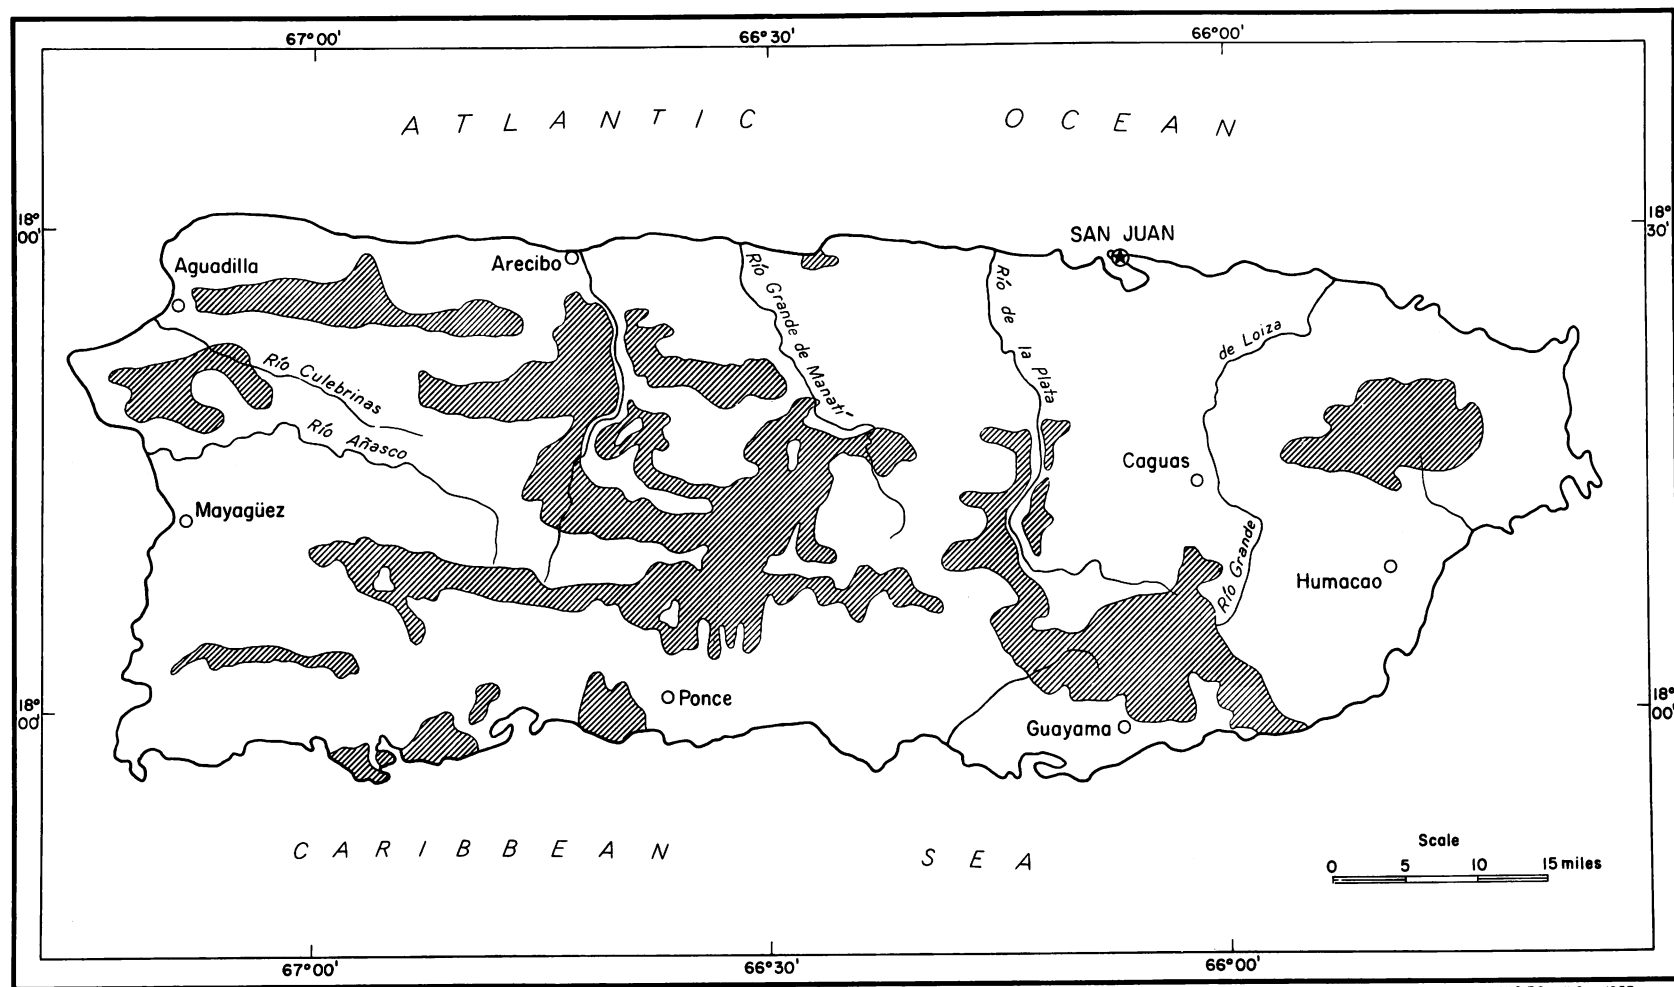 67°00'
66°30'
66°00'
ATLANTIC OCEAN
18°
00'
18°
30'
SAN JUAN
Aguadilla
Arecibo
Río Grande de Manatí
Río de la Plata
de Loiza
Río Culebrinas
Río Añasco
Caguas
Mayagüez
Río Grande
Humacao
18°
00'
Ponce
Guayama
18°
00'
CARIBBEAN SEA
Scale
0 5 10 15 miles
67°00'
66°30'
66°00'